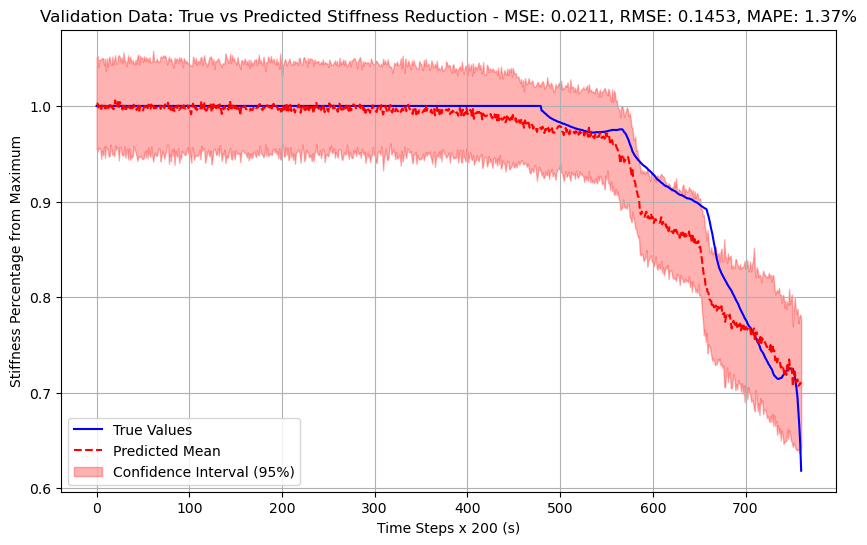 Validation Data: True vs Predicted Stiffness Reduction - MSE: 0.0211, RMSE: 0.1453, MAPE: 1.37%
Stiffness Percentage from Maximum
1.0
0.9
0.8
0.7
0.6
True Values
Predicted Mean
Confidence Interval (95%)
0 100 200 300 400 500 600 700
Time Steps x 200 (s)